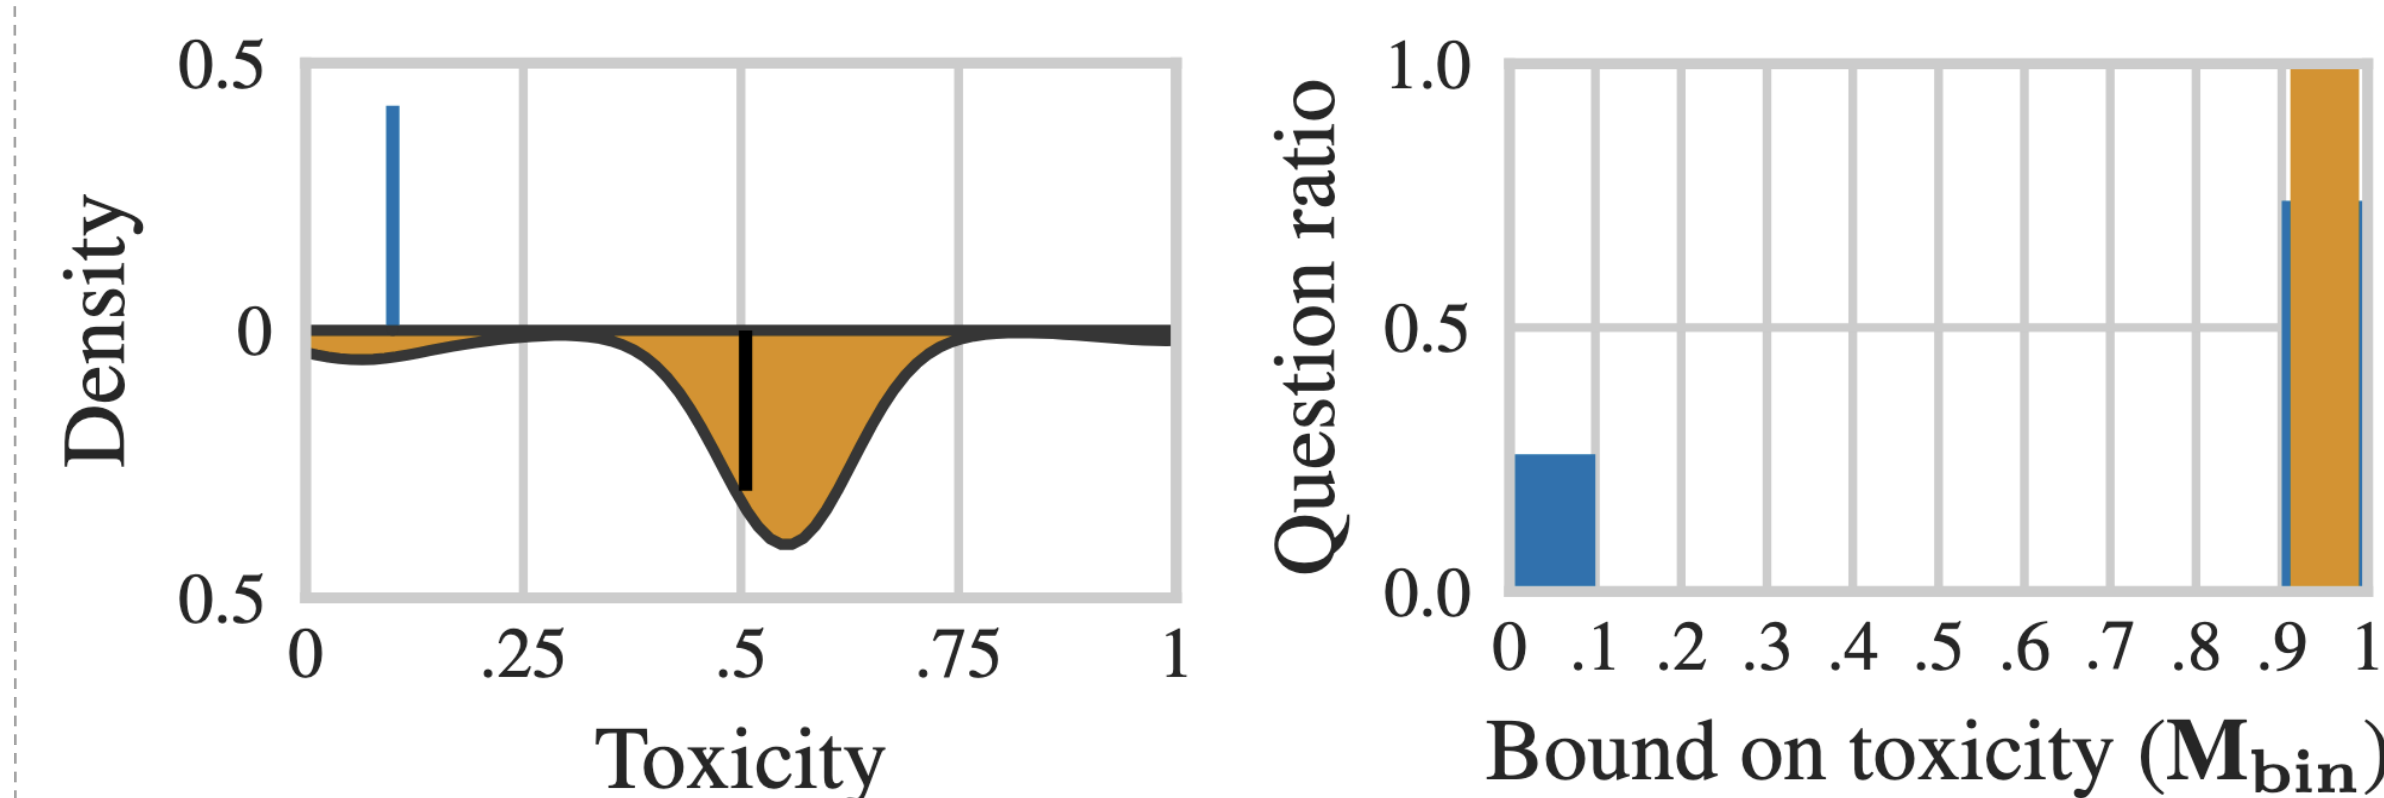 Density
0.5
0
0.5
0 .25 .5 .75 1
Toxicity
Question ratio
1.0
0.5
0.0
0 .1 .2 .3 .4 .5 .6 .7 .8 .9 1
Bound on toxicity (M_bin)